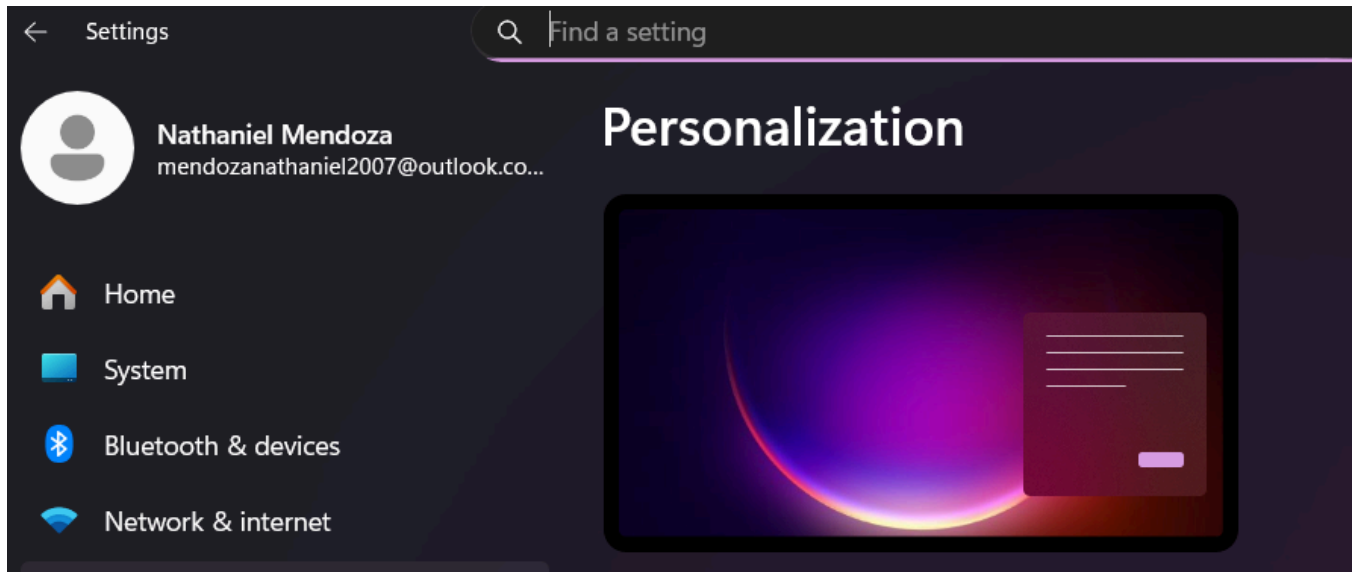 Settings
Find a setting
Nathaniel Mendoza
mendozanathaniel2007@outlook.co...
Personalization
Home
System
Bluetooth & devices
Network & internet